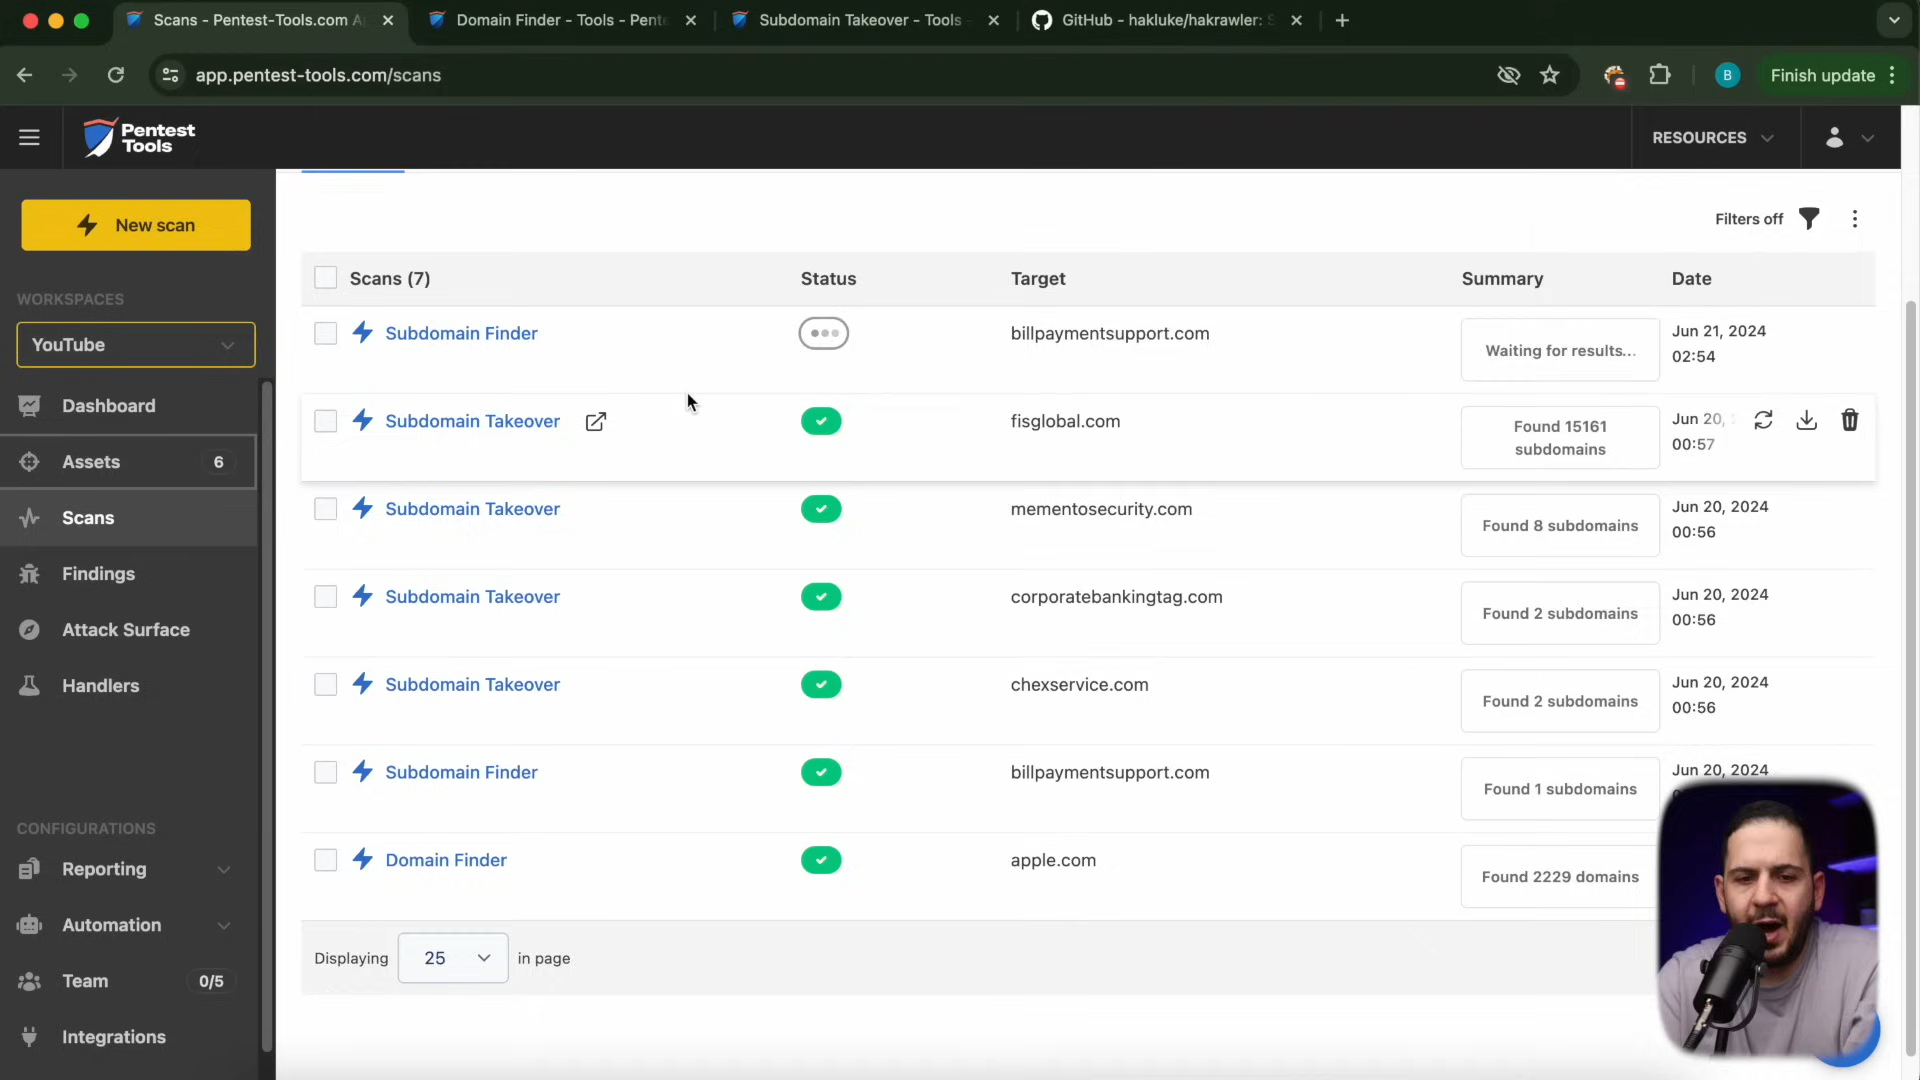 Scans - Pentest-Tools.com A
Domain Finder - Tools - Pente
Subdomain Takeover - Tools -
GitHub - hakluke/hakrawler: S
app.pentest-tools.com/scans
B
Finish update
Pentest
Tools
RESOURCES
New scan
WORKSPACES
YouTube
Dashboard
Assets 6
Scans
Findings
Attack Surface
Handlers
CONFIGURATIONS
Reporting
Automation
Team 0/5
Integrations
Filters off
Scans (7) Status Target Summary Date
Subdomain Finder billpaymentsupport.com Waiting for results... Jun 21, 2024
02:54
Subdomain Takeover fisglobal.com Found 15161 Jun 20,
subdomains 00:57
Subdomain Takeover mementosecurity.com Found 8 subdomains Jun 20, 2024
00:56
Subdomain Takeover corporatebankingtag.com Found 2 subdomains Jun 20, 2024
00:56
Subdomain Takeover chexservice.com Found 2 subdomains Jun 20, 2024
00:56
Subdomain Finder billpaymentsupport.com Found 1 subdomains Jun 20, 2024
Domain Finder apple.com Found 2229 domains
Displaying 25 in page